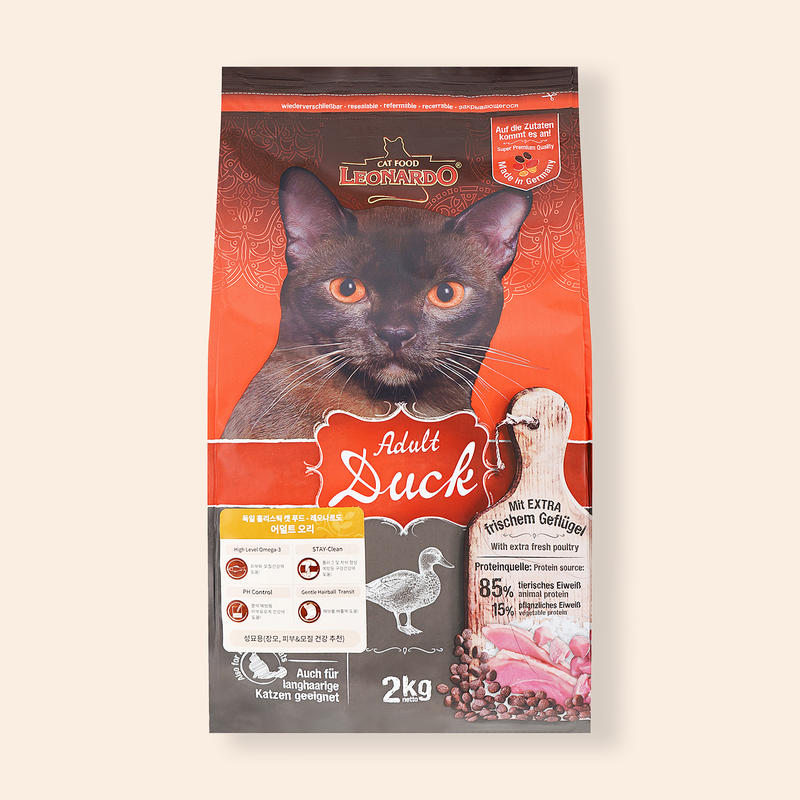 wiederverschließbar · resealable · refermable · recerrable · закрывающегося
Auf die Zutaten
kommt es an!
Super Premium Quality
Made in Germany
CAT FOOD
LEONARDO®
Adult
Duck
Mit EXTRA
frischem Geflügel
With extra fresh poultry
Proteinquelle: Protein source:
85% tierisches Eiweiß
animal protein
15% pflanzliches Eiweiß
vegetable protein
독일 홀리스틱 캣 푸드 - 레오나르도
어덜트 오리
High Level Omega-3
STAY-Clean
PH Control
Gentle Hairball Transit
성묘용(장모, 피부&모질 건강 추천)
Also for
Auch für
langhaarige
Katzen geeignet
2kg
netto